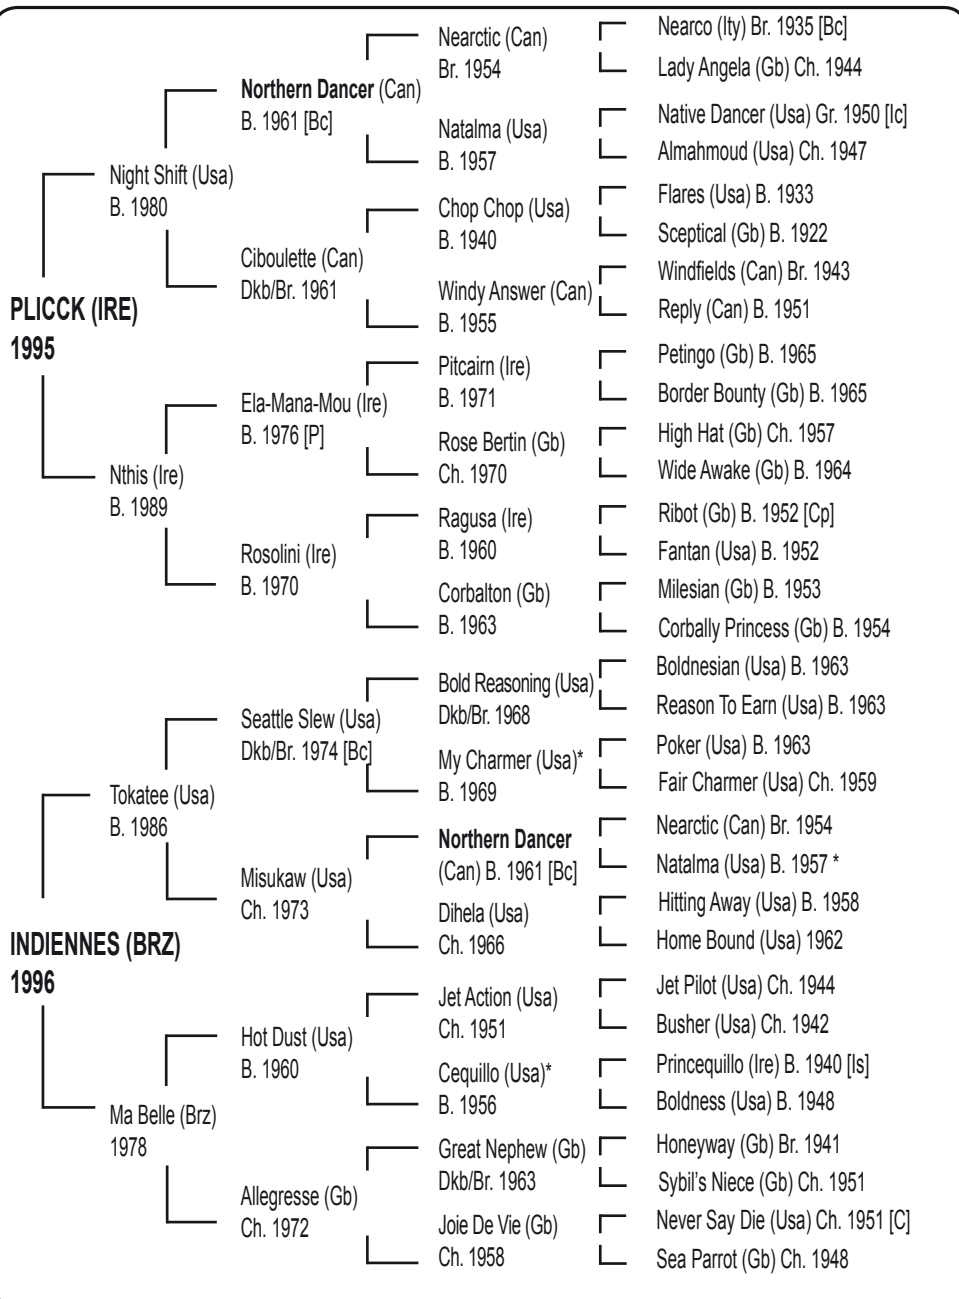 PLICCK (IRE)
1995
Night Shift (Usa)
B. 1980
Nthis (Ire)
B. 1989
Northern Dancer (Can)
B. 1961 [Bc]
Ciboulette (Can)
Dkb/Br. 1961
Ela-Mana-Mou (Ire)
B. 1976 [P]
Rosolini (Ire)
B. 1970
Nearctic (Can)
Br. 1954
Natalma (Usa)
B. 1957
Chop Chop (Usa)
B. 1940
Windy Answer (Can)
B. 1955
Pitcairn (Ire)
B. 1971
Rose Bertin (Gb)
Ch. 1970
Ragusa (Ire)
B. 1960
Corbalton (Gb)
B. 1963
Nearco (Ity) Br. 1935 [Bc]
Lady Angela (Gb) Ch. 1944
Native Dancer (Usa) Gr. 1950 [Ic]
Almahmoud (Usa) Ch. 1947
Flares (Usa) B. 1933
Sceptical (Gb) B. 1922
Windfields (Can) Br. 1943
Reply (Can) B. 1951
Petingo (Gb) B. 1965
Border Bounty (Gb) B. 1965
High Hat (Gb) Ch. 1957
Wide Awake (Gb) B. 1964
Ribot (Gb) B. 1952 [Cp]
Fantan (Usa) B. 1952
Milesian (Gb) B. 1953
Corbally Princess (Gb) B. 1954
INDIENNES (BRZ)
1996
Tokatee (Usa)
B. 1986
Ma Belle (Brz)
1978
Seattle Slew (Usa)
Dkb/Br. 1974 [Bc]
Misukaw (Usa)
Ch. 1973
Hot Dust (Usa)
B. 1960
Allegresse (Gb)
Ch. 1972
Bold Reasoning (Usa)
Dkb/Br. 1968
My Charmer (Usa)*
B. 1969
Northern Dancer
(Can) B. 1961 [Bc]
Dihela (Usa)
Ch. 1966
Jet Action (Usa)
Ch. 1951
Cequillo (Usa)*
B. 1956
Great Nephew (Gb)
Dkb/Br. 1963
Joie De Vie (Gb)
Ch. 1958
Boldnesian (Usa) B. 1963
Reason To Earn (Usa) B. 1963
Poker (Usa) B. 1963
Fair Charmer (Usa) Ch. 1959
Nearctic (Can) Br. 1954
Natalma (Usa) B. 1957 *
Hitting Away (Usa) B. 1958
Home Bound (Usa) 1962
Jet Pilot (Usa) Ch. 1944
Busher (Usa) Ch. 1942
Princequillo (Ire) B. 1940 [Is]
Boldness (Usa) B. 1948
Honeyway (Gb) Br. 1941
Sybil's Niece (Gb) Ch. 1951
Never Say Die (Usa) Ch. 1951 [C]
Sea Parrot (Gb) Ch. 1948